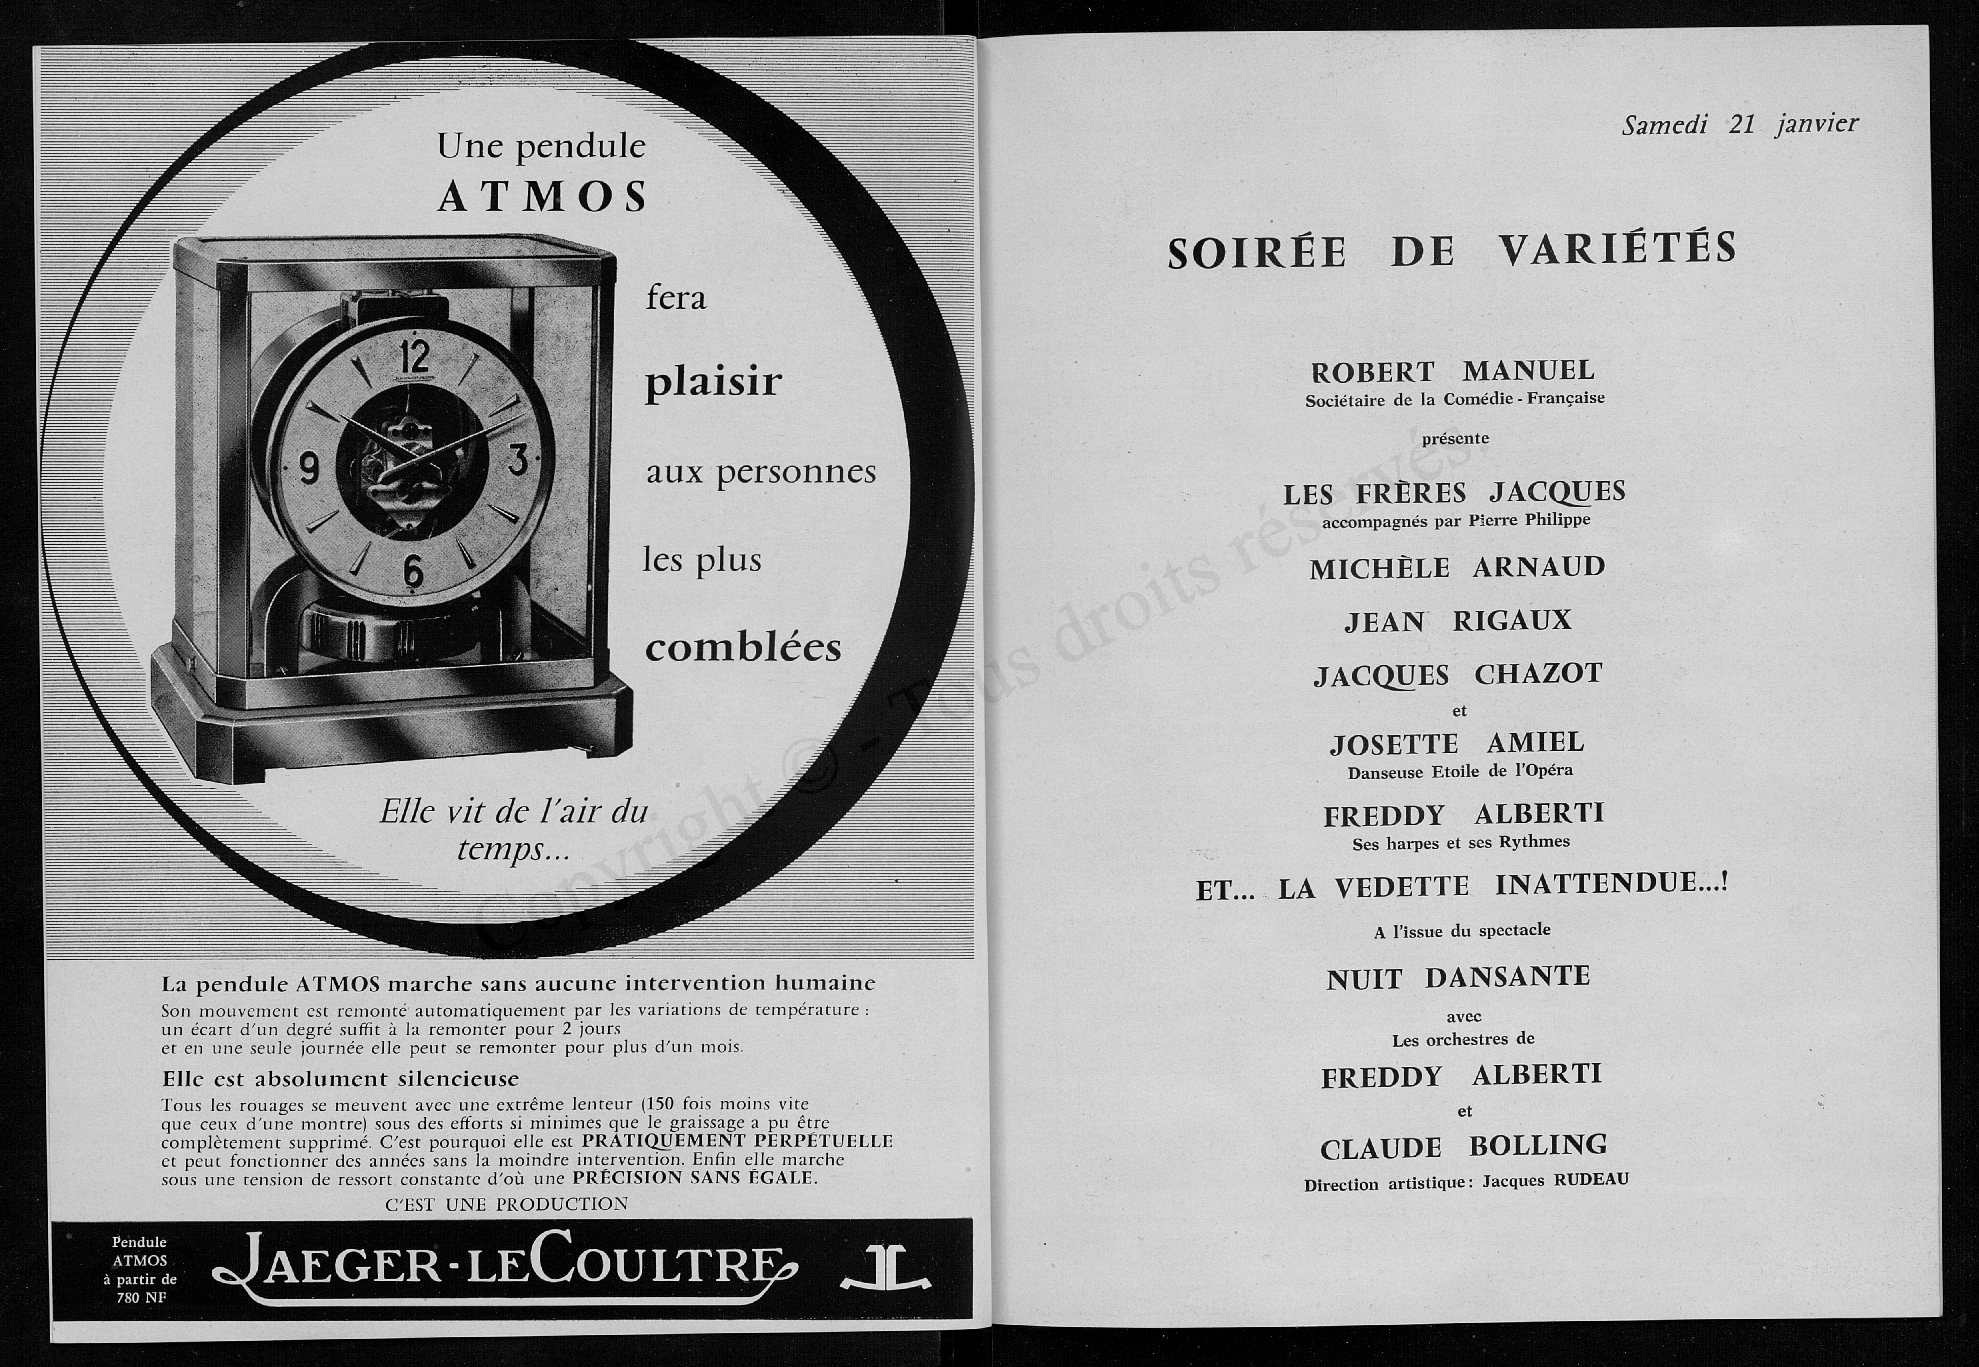 Une pendule
ATMOS
fera
plaisir
aux personnes
les plus
comblées
12
3
6
9
Elle vit de l'air du
temps...
La pendule ATMOS marche sans aucune intervention humaine
Son mouvement est remonté automatiquement par les variations de température :
un écart d'un degré suffit à la remonter pour 2 jours
et en une seule journée elle peut se remonter pour plus d'un mois.
Elle est absolument silencieuse
Tous les rouages se meuvent avec une extrême lenteur (150 fois moins vite
que ceux d'une montre) sous des efforts si minimes que le graissage a pu être
complètement supprimé. C'est pourquoi elle est PRATIQUEMENT PERPÉTUELLE
et peut fonctionner des années sans la moindre intervention. Enfin elle marche
sous une tension de ressort constante d'où une PRÉCISION SANS ÉGALE.
C'EST UNE PRODUCTION
Pendule
ATMOS
à partir de
780 NF
JAEGER-LECOULTRE
Samedi 21 janvier
SOIRÉE DE VARIÉTÉS
ROBERT MANUEL
Sociétaire de la Comédie-Française
présente
LES FRÈRES JACQUES
accompagnés par Pierre Philippe
MICHÈLE ARNAUD
JEAN RIGAUX
JACQUES CHAZOT
et
JOSETTE AMIEL
Danseuse Etoile de l'Opéra
FREDDY ALBERTI
Ses harpes et ses Rythmes
ET... LA VEDETTE INATTENDUE...!
A l'issue du spectacle
NUIT DANSANTE
avec
Les orchestres de
FREDDY ALBERTI
et
CLAUDE BOLLING
Direction artistique : Jacques RUDEAU
Copyright © - Tous droits réservés.